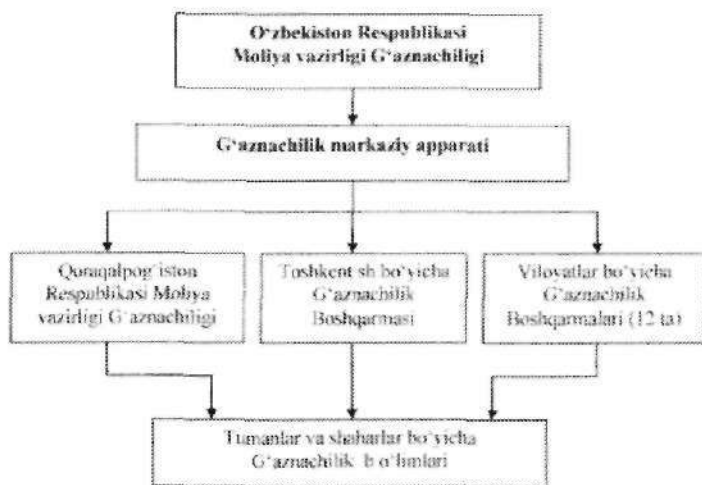 O‘zbekiston Respublikasi
Moliya vazirligi G‘aznachiligi
G‘aznachilik markaziy apparati
Qoraqalpog`iston
Respublikasi Moliya
vazirligi G‘aznachiligi
Toshkent sh bo‘yicha
G‘aznachilik
Boshqarmasi
Viloyatlar bo‘yicha
G‘aznachilik
Boshqarmalari (12 ta)
Tumanlar va shaharlar bo‘yicha
G‘aznachilik b o‘limlari